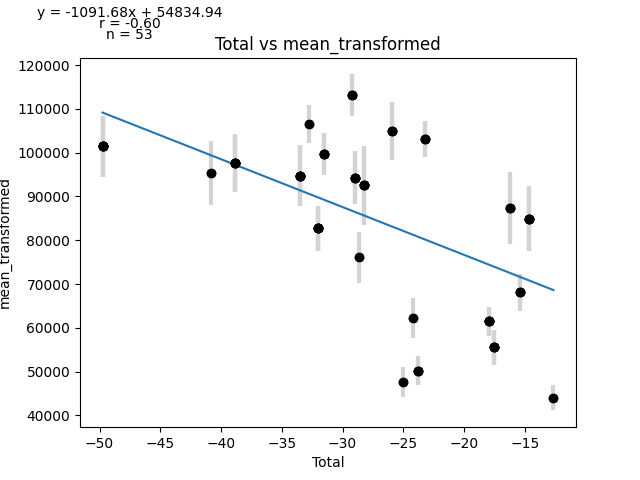 y = -1091.68x + 54834.94
r = -0.60
n = 53
Total vs mean_transformed
120000
110000
100000
90000
80000
70000
60000
50000
40000
mean_transformed
−50
−45
−40
−35
−30
−25
−20
−15
Total